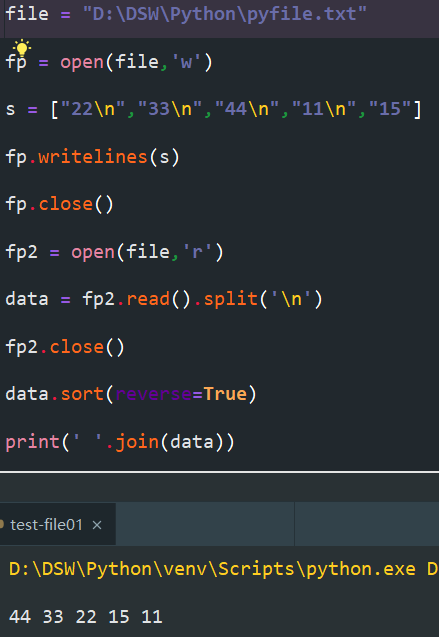 file = "D:\DSW\Python\pyfile.txt"
fp = open(file,'w')
s = ["22\n","33\n","44\n","11\n","15"]
fp.writelines(s)
fp.close()
fp2 = open(file,'r')
data = fp2.read().split('\n')
fp2.close()
data.sort(reverse=True)
print(' '.join(data))
test-file01 ×
D:\DSW\Python\venv\Scripts\python.exe D
44 33 22 15 11